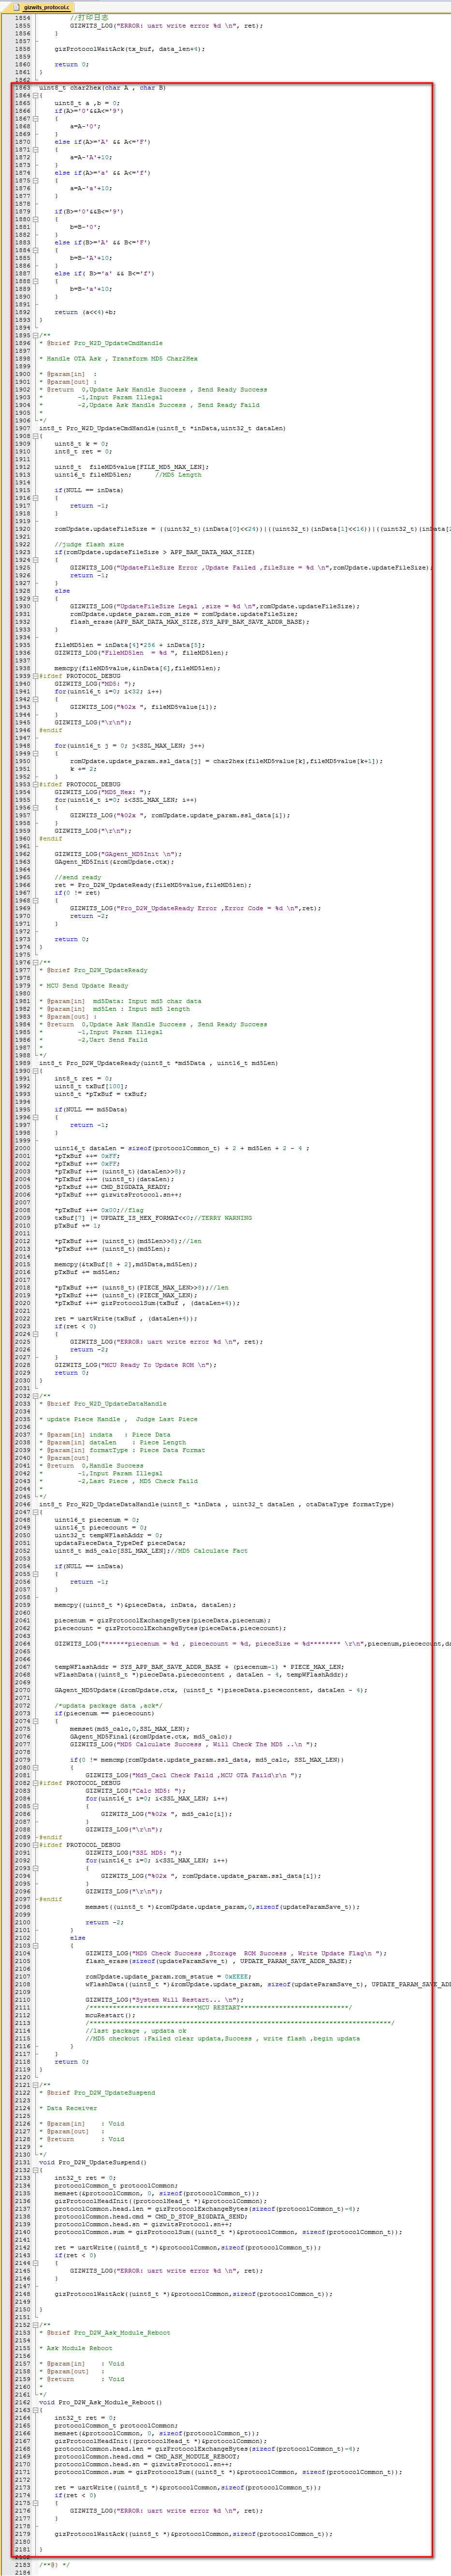 gizwits_protocol.c
1854 //打印日志
1855 GIZWITS_LOG("ERROR: uart write error %d \n", ret);
1856 }
1857
1858 gizProtocolWaitAck(tx_buf, data_len+4);
1859
1860 return 0;
1861 }
1862
1863 uint8_t char2hex(char A , char B)
1864 {
1865 uint8_t a ,b = 0;
1866 if(A>='0'&&A<='9')
1867 {
1868 a=A-'0';
1869 }
1870 else if(A>='A' && A<='F')
1871 {
1872 a=A-'A'+10;
1873 }
1874 else if(A>='a' && A<='f')
1875 {
1876 a=A-'a'+10;
1877 }
1878
1879 if(B>='0'&&B<='9')
1880 {
1881 b=B-'0';
1882 }
1883 else if(B>='A' && B<='F')
1884 {
1885 b=B-'A'+10;
1886 }
1887 else if( B>='a' && B<='f')
1888 {
1889 b=B-'a'+10;
1890 }
1891
1892 return (a<<4)+b;
1893 }
1894
1895 /**
1896 * @brief Pro_W2D_UpdateCmdHandle
1897
1898 * Handle OTA Ask , Transform MD5 Char2Hex
1899
1900 * @param[in] :
1901 * @param[out] :
1902 * @return 0,Update Ask Handle Success , Send Ready Success
1903 * -1,Input Param Illegal
1904 * -2,Update Ask Handle Success , Send Ready Faild
1905 *
1906 */
1907 int8_t Pro_W2D_UpdateCmdHandle(uint8_t *inData,uint32_t dataLen)
1908 {
1909 uint8_t k = 0;
1910 int8_t ret = 0;
1911
1912 uint8_t fileMD5value[FILE_MD5_MAX_LEN];
1913 uint16_t fileMD5len; //MD5 Length
1914
1915 if(NULL == inData)
1916 {
1917 return -1;
1918 }
1919
1920 romUpdate.updateFileSize = ((uint32_t)(inData[0]<<24))|((uint32_t)(inData[1]<<16))|((uint32_t)(inData[2
1921
1922 //judge flash size
1923 if(romUpdate.updateFileSize > APP_BAK_DATA_MAX_SIZE)
1924 {
1925 GIZWITS_LOG("UpdateFileSize Error ,Update Failed ,fileSize = %d \n",romUpdate.updateFileSize);
1926 return -1;
1927 }
1928 else
1929 {
1930 GIZWITS_LOG("UpdateFileSize Legal ,size = %d \n",romUpdate.updateFileSize);
1931 romUpdate.update_param.rom_size = romUpdate.updateFileSize;
1932 flash_erase(APP_BAK_DATA_MAX_SIZE,SYS_APP_BAK_SAVE_ADDR_BASE);
1933 }
1934
1935 fileMD5len = inData[4]*256 + inData[5];
1936 GIZWITS_LOG("FileMD5len = %d ", fileMD5len);
1937
1938 memcpy(fileMD5value,&inData[6],fileMD5len);
1939 #ifdef PROTOCOL_DEBUG
1940 GIZWITS_LOG("MD5: ");
1941 for(uint16_t i=0; i<32; i++)
1942 {
1943 GIZWITS_LOG("%02x ", fileMD5value[i]);
1944 }
1945 GIZWITS_LOG("\r\n");
1946 #endif
1947
1948 for(uint16_t j = 0; j<SSL_MAX_LEN; j++)
1949 {
1950 romUpdate.update_param.ssl_data[j] = char2hex(fileMD5value[k],fileMD5value[k+1]);
1951 k += 2;
1952 }
1953 #ifdef PROTOCOL_DEBUG
1954 GIZWITS_LOG("MD5_Hex: ");
1955 for(uint16_t i=0; i<SSL_MAX_LEN; i++)
1956 {
1957 GIZWITS_LOG("%02x ", romUpdate.update_param.ssl_data[i]);
1958 }
1959 GIZWITS_LOG("\r\n");
1960 #endif
1961
1962 GIZWITS_LOG("GAgent_MD5Init \n");
1963 GAgent_MD5Init(&romUpdate.ctx);
1964
1965 //send ready
1966 ret = Pro_D2W_UpdateReady(fileMD5value,fileMD5len);
1967 if(0 != ret)
1968 {
1969 GIZWITS_LOG("Pro_D2W_UpdateReady Error ,Error Code = %d \n",ret);
1970 return -2;
1971 }
1972
1973 return 0;
1974 }
1975
1976 /**
1977 * @brief Pro_D2W_UpdateReady
1978
1979 * MCU Send Update Ready
1980
1981 * @param[in] md5Data: Input md5 char data
1982 * @param[in] md5Len : Input md5 length
1983 * @param[out] :
1984 * @return 0,Update Ask Handle Success , Send Ready Success
1985 * -1,Input Param Illegal
1986 * -2,Uart Send Faild
1987 *
1988 */
1989 int8_t Pro_D2W_UpdateReady(uint8_t *md5Data , uint16_t md5Len)
1990 {
1991 int8_t ret = 0;
1992 uint8_t txBuf[100];
1993 uint8_t *pTxBuf = txBuf;
1994
1995 if(NULL == md5Data)
1996 {
1997 return -1;
1998 }
1999
2000 uint16_t dataLen = sizeof(protocolCommon_t) + 2 + md5Len + 2 - 4 ;
2001 *pTxBuf ++= 0xFF;
2002 *pTxBuf ++= 0xFF;
2003 *pTxBuf ++= (uint8_t)(dataLen>>8);
2004 *pTxBuf ++= (uint8_t)(dataLen);
2005 *pTxBuf ++= CMD_BIGDATA_READY;
2006 *pTxBuf ++= gizwitsProtocol.sn++;
2007
2008 *pTxBuf ++= 0x00;//flag
2009 txBuf[7] |= UPDATE_IS_HEX_FORMAT<<0;//TERRY WARNING
2010 pTxBuf += 1;
2011
2012 *pTxBuf ++= (uint8_t)(md5Len>>8);//len
2013 *pTxBuf ++= (uint8_t)(md5Len);
2014
2015 memcpy(&txBuf[8 + 2],md5Data,md5Len);
2016 pTxBuf += md5Len;
2017
2018 *pTxBuf ++= (uint8_t)(PIECE_MAX_LEN>>8);//len
2019 *pTxBuf ++= (uint8_t)(PIECE_MAX_LEN);
2020 *pTxBuf ++= gizProtocolSum(txBuf , (dataLen+4));
2021
2022 ret = uartWrite(txBuf , (dataLen+4));
2023 if(ret < 0)
2024 {
2025 GIZWITS_LOG("ERROR: uart write error %d \n", ret);
2026 return -2;
2027 }
2028 GIZWITS_LOG("MCU Ready To Update ROM \n");
2029 return 0;
2030 }
2031
2032 /**
2033 * @brief Pro_W2D_UpdateDataHandle
2034
2035 * update Piece Handle , Judge Last Piece
2036
2037 * @param[in] indata : Piece Data
2038 * @param[in] dataLen : Piece Length
2039 * @param[in] formatType : Piece Data Format
2040 * @param[out]
2041 * @return 0,Handle Success
2042 * -1,Input Param Illegal
2043 * -2,Last Piece , MD5 Check Faild
2044 *
2045 */
2046 int8_t Pro_W2D_UpdateDataHandle(uint8_t *inData , uint32_t dataLen , otaDataType formatType)
2047 {
2048 uint16_t piecenum = 0;
2049 uint16_t piececount = 0;
2050 uint32_t tempWFlashAddr = 0;
2051 updataPieceData_TypeDef pieceData;
2052 uint8_t md5_calc[SSL_MAX_LEN];//MD5 Calculate Fact
2053
2054 if(NULL == inData)
2055 {
2056 return -1;
2057 }
2058
2059 memcpy((uint8_t *)&pieceData, inData, dataLen);
2060
2061 piecenum = gizProtocolExchangeBytes(pieceData.piecenum);
2062 piececount = gizProtocolExchangeBytes(pieceData.piececount);
2063
2064 GIZWITS_LOG("******piecenum = %d , piececount = %d, pieceSize = %d******** \r\n",piecenum,piececount,da
2065
2067 tempWFlashAddr = SYS_APP_BAK_SAVE_ADDR_BASE + (piecenum-1) * PIECE_MAX_LEN;
2068 wFlashData((uint8_t *)pieceData.piececontent , dataLen - 4, tempWFlashAddr);
2069
2070 GAgent_MD5Update(&romUpdate.ctx, (uint8_t *)pieceData.piececontent, dataLen - 4);
2071
2072 /*updata package data ,ack*/
2073 if(piecenum == piececount)
2074 {
2075 memset(md5_calc,0,SSL_MAX_LEN);
2076 GAgent_MD5Final(&romUpdate.ctx, md5_calc);
2077 GIZWITS_LOG("MD5 Calculate Success , Will Check The MD5 ..\n ");
2078
2079 if(0 != memcmp(romUpdate.update_param.ssl_data, md5_calc, SSL_MAX_LEN))
2080 {
2081 GIZWITS_LOG("Md5_Cacl Check Faild ,MCU OTA Faild\r\n ");
2082 #ifdef PROTOCOL_DEBUG
2083 GIZWITS_LOG("Calc MD5: ");
2084 for(uint16_t i=0; i<SSL_MAX_LEN; i++)
2085 {
2086 GIZWITS_LOG("%02x ", md5_calc[i]);
2087 }
2088 GIZWITS_LOG("\r\n");
2089 #endif
2090 #ifdef PROTOCOL_DEBUG
2091 GIZWITS_LOG("SSL MD5: ");
2092 for(uint16_t i=0; i<SSL_MAX_LEN; i++)
2093 {
2094 GIZWITS_LOG("%02x ", romUpdate.update_param.ssl_data[i]);
2095 }
2096 GIZWITS_LOG("\r\n");
2097 #endif
2098 memset((uint8_t *)&romUpdate.update_param,0,sizeof(updateParamSave_t));
2099
2100 return -2;
2101 }
2102 else
2103 {
2104 GIZWITS_LOG("MD5 Check Success ,Storage ROM Success , Write Update Flag\n ");
2105 flash_erase(sizeof(updateParamSave_t) , UPDATE_PARAM_SAVE_ADDR_BASE);
2106
2107 romUpdate.update_param.rom_statue = 0xEEEE;
2108 wFlashData((uint8_t *)&romUpdate.update_param, sizeof(updateParamSave_t), UPDATE_PARAM_SAVE_ADD
2109
2110 GIZWITS_LOG("System Will Restart... \n");
2111 /****************************MCU RESTART****************************/
2112 mcuRestart();
2113 /*******************************************************************************/
2114 //last package , updata ok
2115 //MD5 checkout :Failed clear updata,Success , write flash ,begin updata
2116 }
2117 }
2118 return 0;
2119 }
2120
2121 /**
2122 * @brief Pro_D2W_UpdateSuspend
2123
2124 * Data Receiver
2125
2126 * @param[in] : Void
2127 * @param[out] :
2128 * @return : Void
2129 *
2130 */
2131 void Pro_D2W_UpdateSuspend()
2132 {
2133 int32_t ret = 0;
2134 protocolCommon_t protocolCommon;
2135 memset(&protocolCommon, 0, sizeof(protocolCommon_t));
2136 gizProtocolHeadInit((protocolHead_t *)&protocolCommon);
2137 protocolCommon.head.len = gizProtocolExchangeBytes(sizeof(protocolCommon_t)-4);
2138 protocolCommon.head.cmd = CMD_D_STOP_BIGDATA_SEND;
2139 protocolCommon.head.sn = gizwitsProtocol.sn++;
2140 protocolCommon.sum = gizProtocolSum((uint8_t *)&protocolCommon, sizeof(protocolCommon_t));
2141
2142 ret = uartWrite((uint8_t *)&protocolCommon,sizeof(protocolCommon_t));
2143 if(ret < 0)
2144 {
2145 GIZWITS_LOG("ERROR: uart write error %d \n", ret);
2146 }
2147
2148 gizProtocolWaitAck((uint8_t *)&protocolCommon,sizeof(protocolCommon_t));
2149
2150 }
2151
2152 /**
2153 * @brief Pro_D2W_Ask_Module_Reboot
2154
2155 * Ask Module Reboot
2156
2157 * @param[in] : Void
2158 * @param[out] :
2159 * @return : Void
2160 *
2161 */
2162 void Pro_D2W_Ask_Module_Reboot()
2163 {
2164 int32_t ret = 0;
2165 protocolCommon_t protocolCommon;
2166 memset(&protocolCommon, 0, sizeof(protocolCommon_t));
2167 gizProtocolHeadInit((protocolHead_t *)&protocolCommon);
2168 protocolCommon.head.len = gizProtocolExchangeBytes(sizeof(protocolCommon_t)-4);
2169 protocolCommon.head.cmd = CMD_ASK_MODULE_REBOOT;
2170 protocolCommon.head.sn = gizwitsProtocol.sn++;
2171 protocolCommon.sum = gizProtocolSum((uint8_t *)&protocolCommon, sizeof(protocolCommon_t));
2172
2173 ret = uartWrite((uint8_t *)&protocolCommon,sizeof(protocolCommon_t));
2174 if(ret < 0)
2175 {
2176 GIZWITS_LOG("ERROR: uart write error %d \n", ret);
2177 }
2178
2179 gizProtocolWaitAck((uint8_t *)&protocolCommon,sizeof(protocolCommon_t));
2180
2181 }
2182
2183 /**@} */
2184